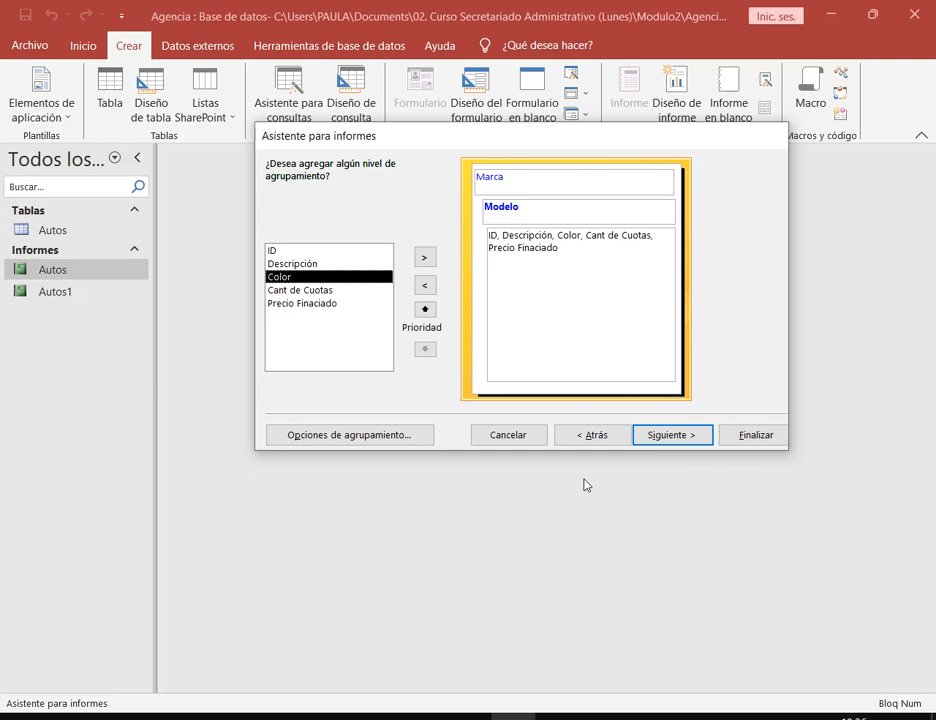 Agencia : Base de datos- C:\Users\PAULA\Documents\02. Curso Secretariado Administrativo (Lunes)\Modulo2\Agenci...
Inic. ses.
Archivo Inicio Crear Datos externos Herramientas de base de datos Ayuda ¿Qué desea hacer?
Elementos de aplicación
Tabla
Diseño de tabla
Listas SharePoint
Asistente para consultas
Diseño de consulta
Formulario
Diseño del formulario
Formulario en blanco
Informe
Diseño de informe
Informe en blanco
Macro
Plantillas
Tablas
Macros y código
Asistente para informes
¿Desea agregar algún nivel de
agrupamiento?
ID
Descripción
Color
Cant de Cuotas
Precio Finaciado
>
<
Prioridad
Marca
Modelo
ID, Descripción, Color, Cant de Cuotas,
Precio Finaciado
Opciones de agrupamiento...
Cancelar
< Atrás
Siguiente >
Finalizar
Todos los...
Buscar...
Tablas
Autos
Informes
Autos
Autos1
Asistente para informes
Bloq Num